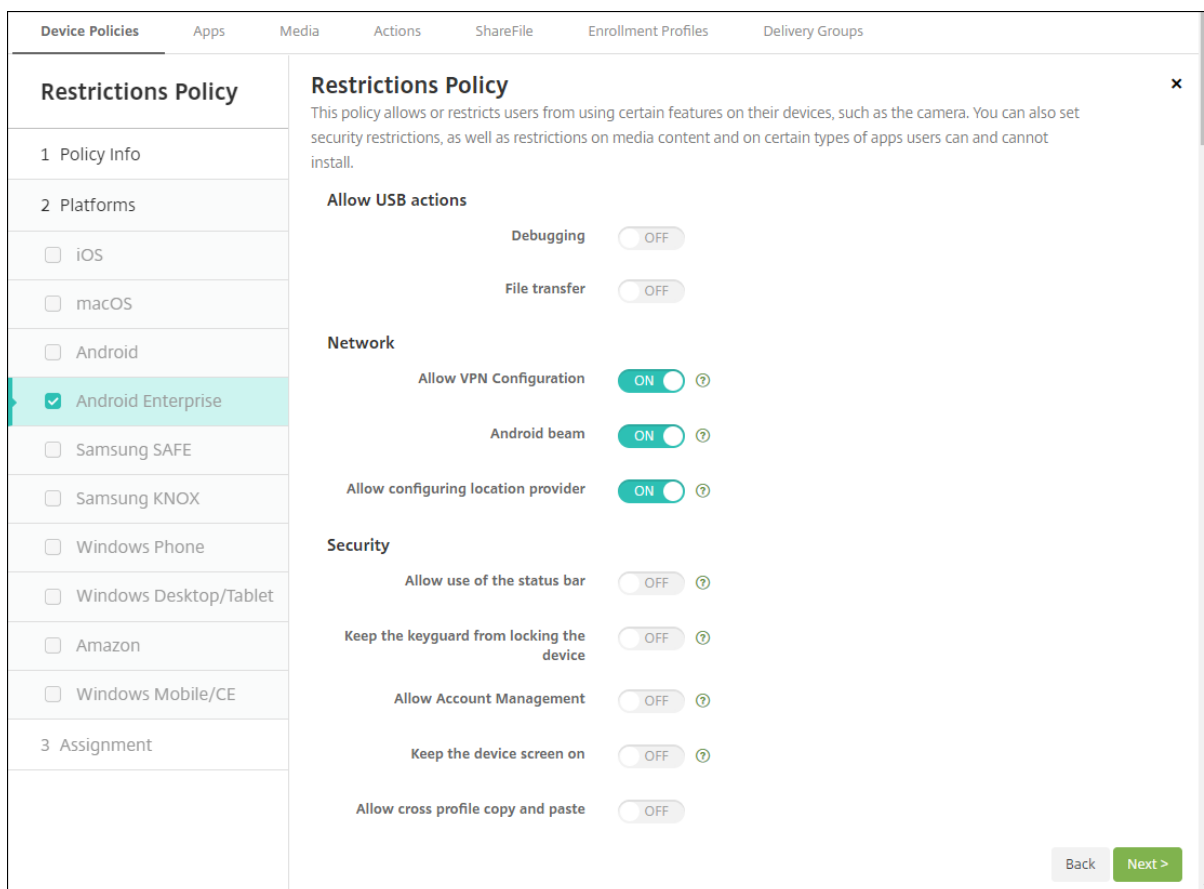 Device Policies Apps Media Actions ShareFile Enrollment Profiles Delivery Groups
Restrictions Policy
1 Policy Info
2 Platforms
iOS
macOS
Android
Android Enterprise
Samsung SAFE
Samsung KNOX
Windows Phone
Windows Desktop/Tablet
Amazon
Windows Mobile/CE
3 Assignment
Restrictions Policy
This policy allows or restricts users from using certain features on their devices, such as the camera. You can also set
security restrictions, as well as restrictions on media content and on certain types of apps users can and cannot
install.
Allow USB actions
Debugging OFF
File transfer OFF
Network
Allow VPN Configuration ON ?
Android beam ON ?
Allow configuring location provider ON ?
Security
Allow use of the status bar OFF ?
Keep the keyguard from locking the
device OFF ?
Allow Account Management OFF ?
Keep the device screen on OFF ?
Allow cross profile copy and paste OFF
Back Next >